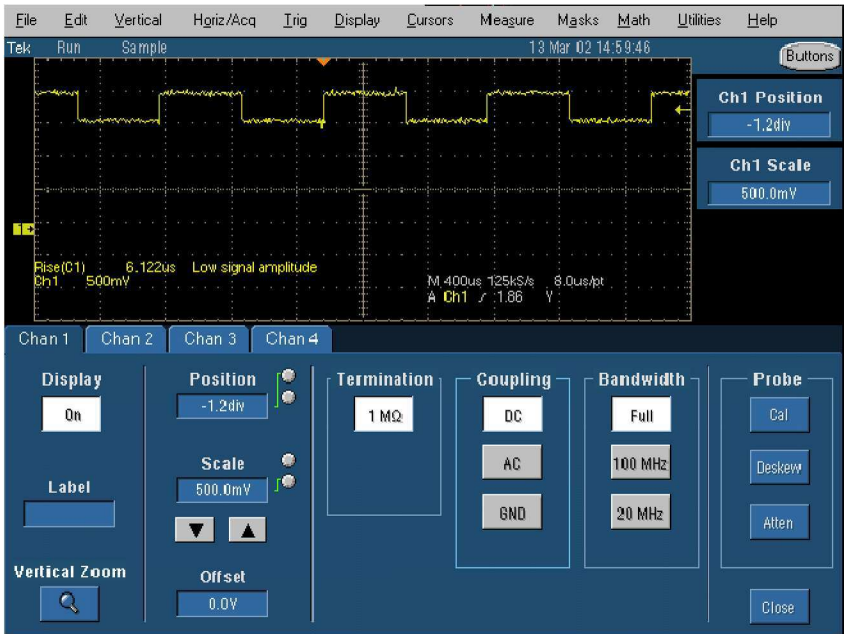 File Edit Vertical Horiz/Acq Trig Display Cursors Measure Masks Math Utilities Help
Tek Run Sample 13 Mar 02 14:59:46
Buttons
Ch1 Position
-1.2div
Ch1 Scale
500.0mV
1
Rise(C1) 6.122us Low signal amplitude
Ch1 500mV
M 400us 125kS/s 8.0us/pt
A Ch1 / 1.86 V
Chan 1 Chan 2 Chan 3 Chan 4
Display
On
Label
Vertical Zoom
Position
-1.2div
Scale
500.0mV
Offset
0.0V
Termination
1 MΩ
Coupling
DC
AC
GND
Bandwidth
Full
100 MHz
20 MHz
Probe
Cal
Deskew
Atten
Close